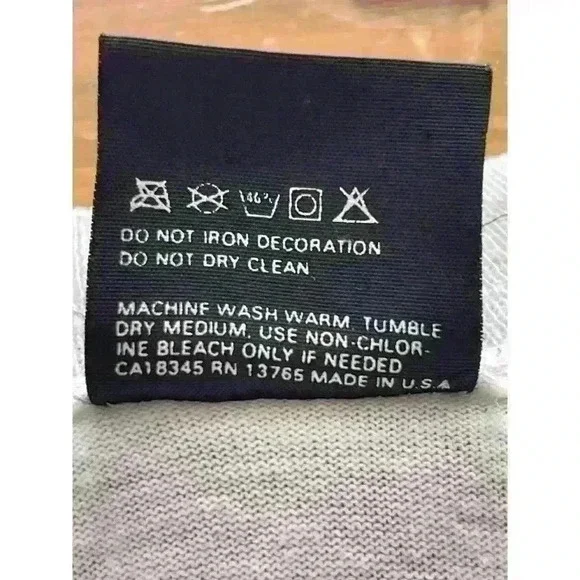 40°
DO NOT IRON DECORATION
DO NOT DRY CLEAN
MACHINE WASH WARM, TUMBLE
DRY MEDIUM, USE NON-CHLOR-
INE BLEACH ONLY IF NEEDED
CA18345 RN 13765 MADE IN U.S.A